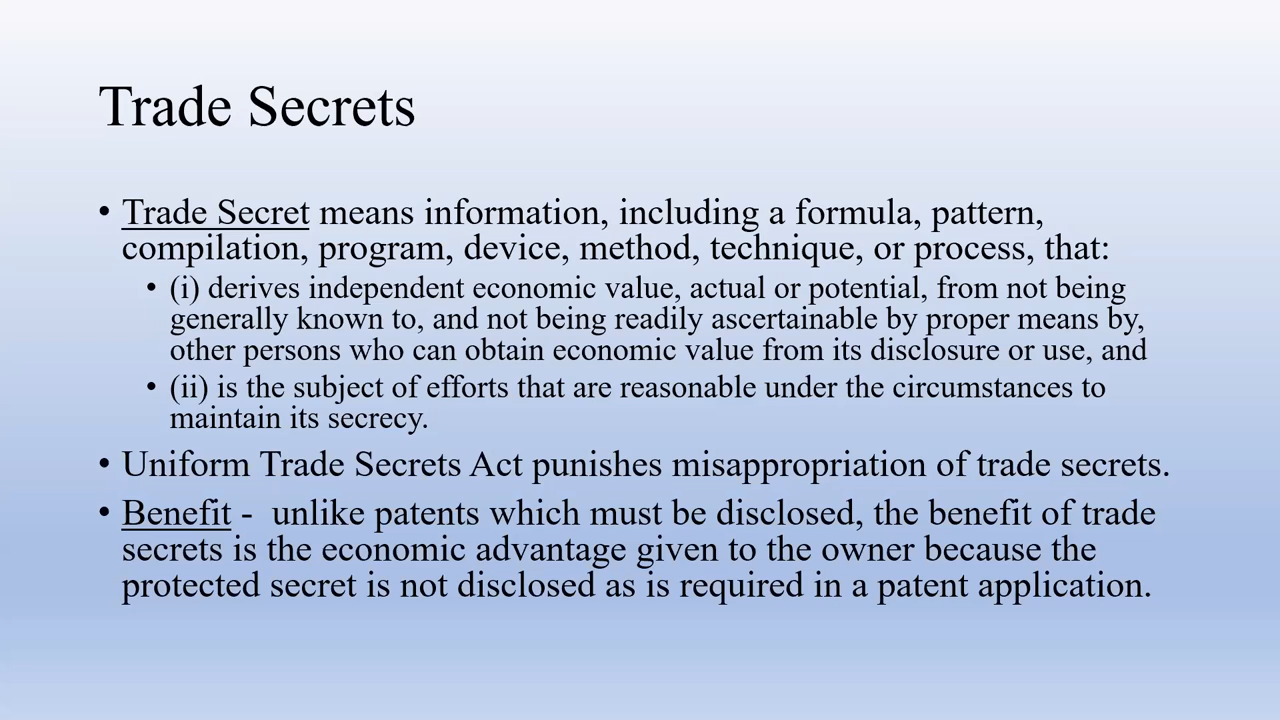 Trade Secrets
• Trade Secret means information, including a formula, pattern,
compilation, program, device, method, technique, or process, that:
• (i) derives independent economic value, actual or potential, from not being
generally known to, and not being readily ascertainable by proper means by,
other persons who can obtain economic value from its disclosure or use, and
• (ii) is the subject of efforts that are reasonable under the circumstances to
maintain its secrecy.
• Uniform Trade Secrets Act punishes misappropriation of trade secrets.
• Benefit - unlike patents which must be disclosed, the benefit of trade
secrets is the economic advantage given to the owner because the
protected secret is not disclosed as is required in a patent application.